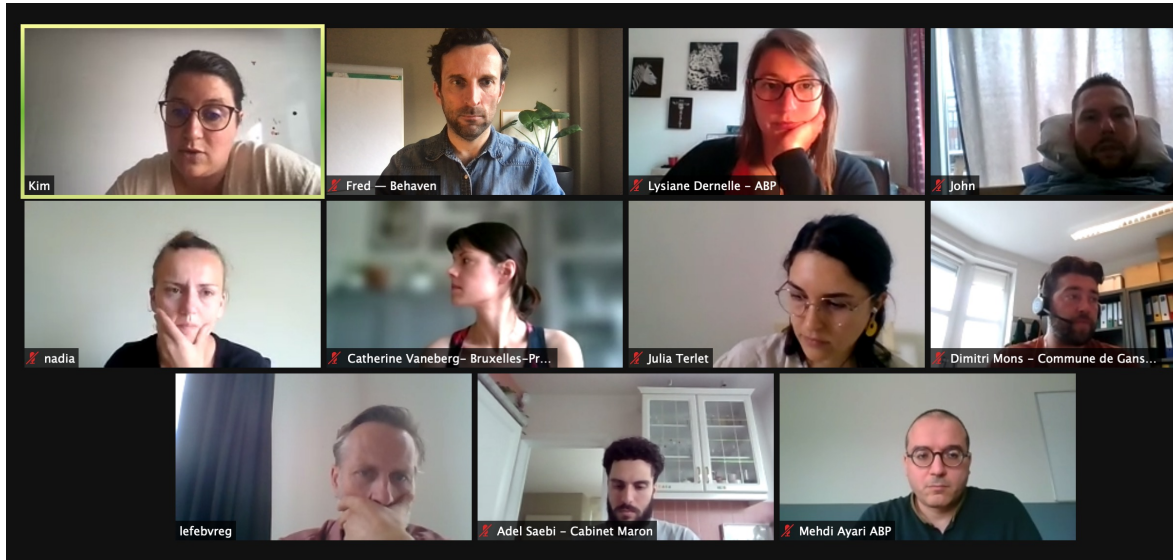 Kim
Fred — Behaven
Lysiane Dernelle - ABP
John
nadia
Catherine Vaneberg- Bruxelles-Pr...
Julia Terlet
Dimitri Mons - Commune de Gans...
lefebvreg
Adel Saebi - Cabinet Maron
Mehdi Ayari ABP